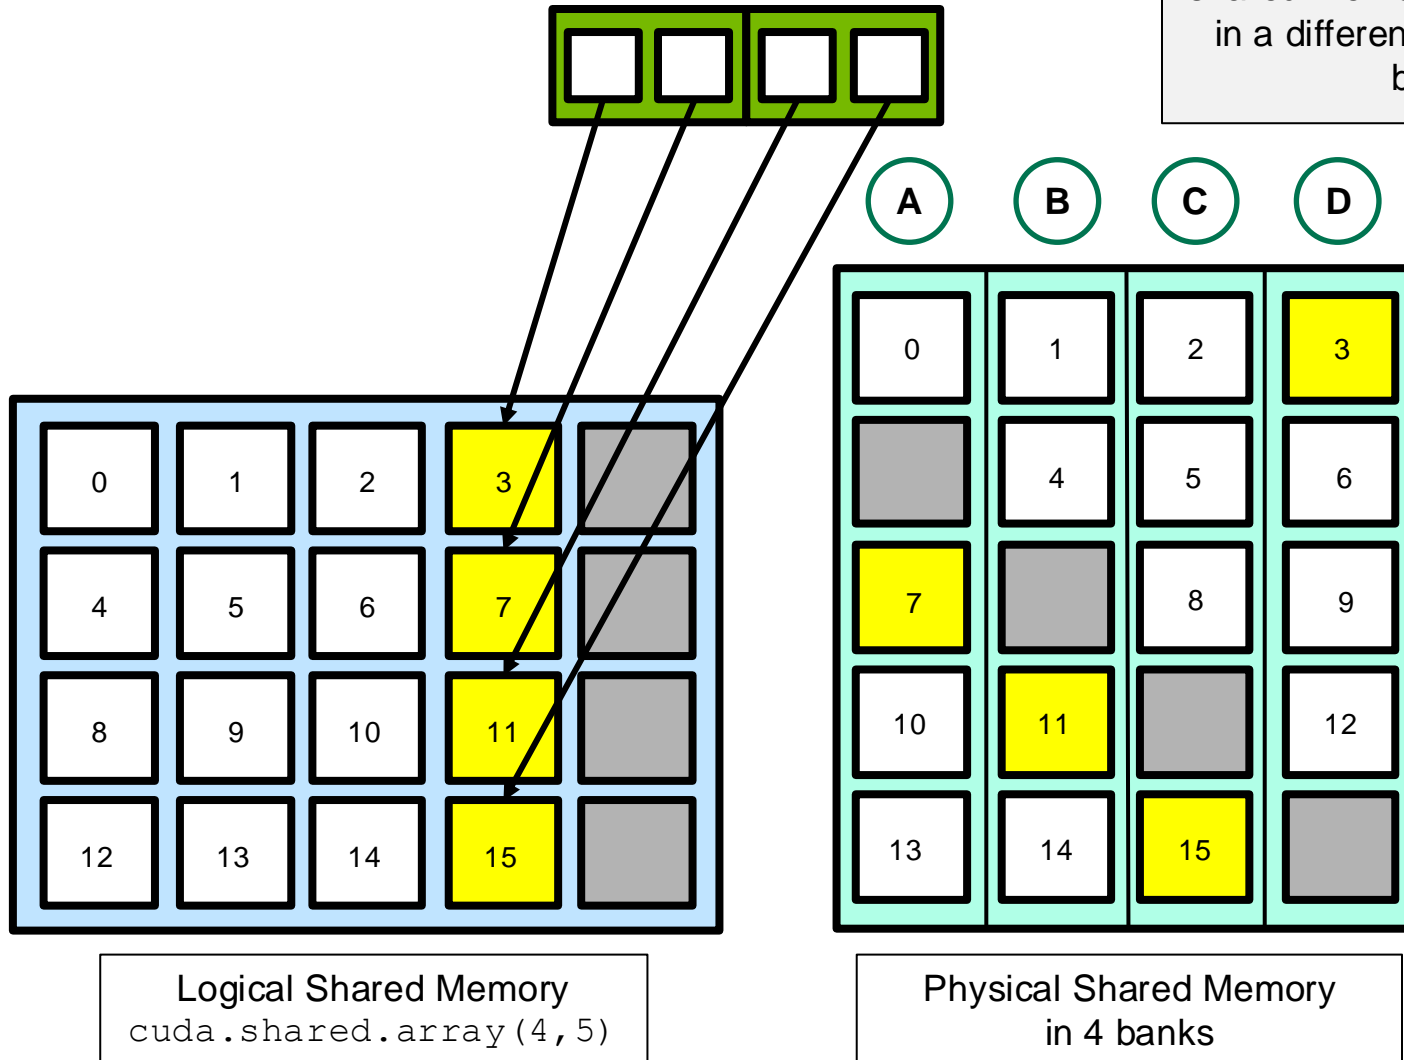 in a differen
b
A B C D
0 1 2 3
4 5 6
7 8 9
10 11 12
13 14 15
0 1 2 3
4 5 6 7
8 9 10 11
12 13 14 15
Logical Shared Memory
cuda.shared.array(4,5)
Physical Shared Memory
in 4 banks